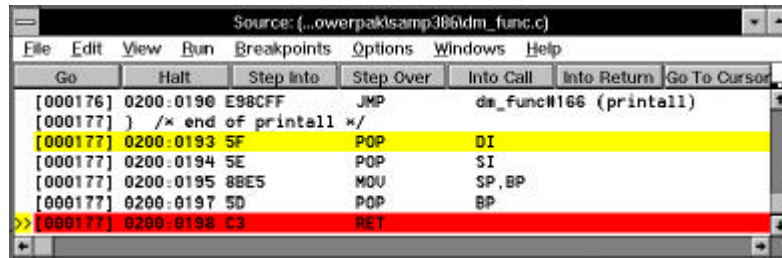 Source: (...owerpak\samp386\dm_func.c)
File Edit View Run Breakpoints Options Windows Help
Go Halt Step Into Step Over Into Call Into Return Go To Cursor
[000176] 0200:0190 E98CFF JMP dm_func#166 (printall)
[000177] } /* end of printall */
[000177] 0200:0193 5F POP DI
[000177] 0200:0194 5E POP SI
[000177] 0200:0195 8BE5 MOV SP,BP
[000177] 0200:0197 5D POP BP
>>[000177] 0200:0198 C3 RET